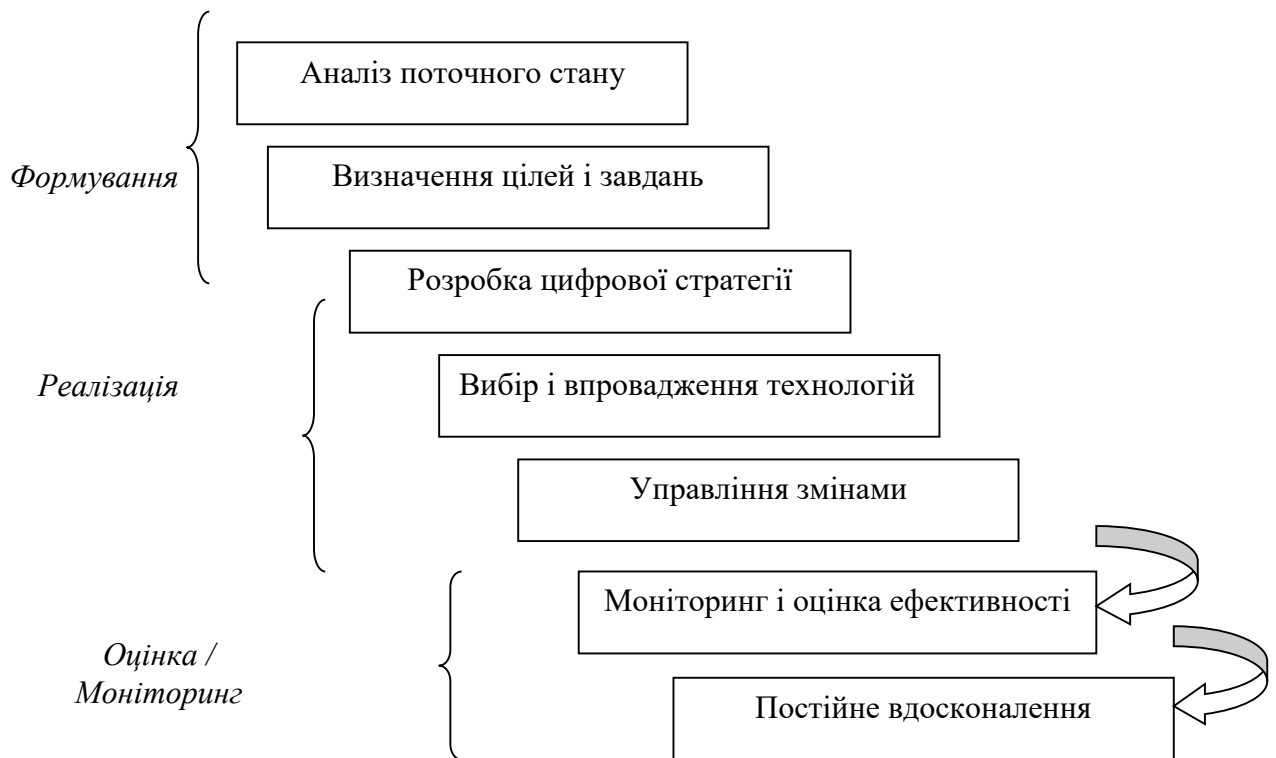 Аналіз поточного стану
Формування
Визначення цілей і завдань
Розробка цифрової стратегії
Реалізація
Вибір і впровадження технологій
Управління змінами
Моніторинг і оцінка ефективності
Оцінка /
Моніторинг
Постійне вдосконалення